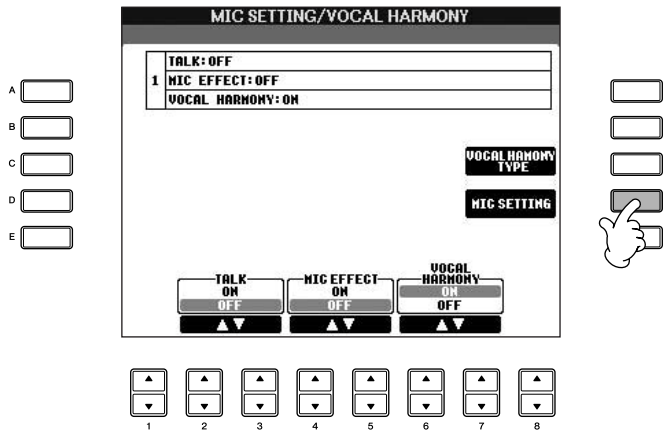 MIC SETTING/VOCAL HARMONY
TALK:OFF
1 MIC EFFECT:OFF
VOCAL HARMONY:ON
A
B
C
D
E
VOCAL HAMONY
TYPE
MIC SETTING
TALK
ON
OFF
MIC EFFECT
ON
OFF
VOCAL
HARMONY
ON
OFF
1 2 3 4 5 6 7 8